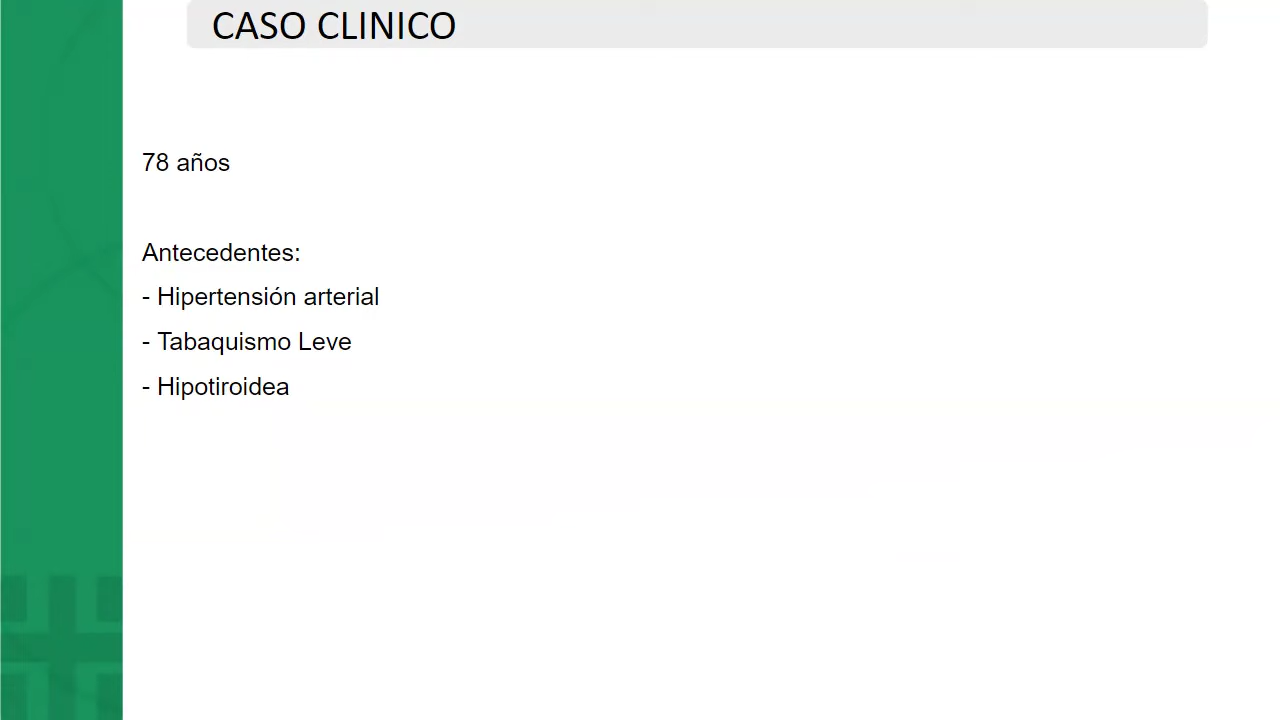 CASO CLINICO
78 años
Antecedentes:
- Hipertensión arterial
- Tabaquismo Leve
- Hipotiroidea